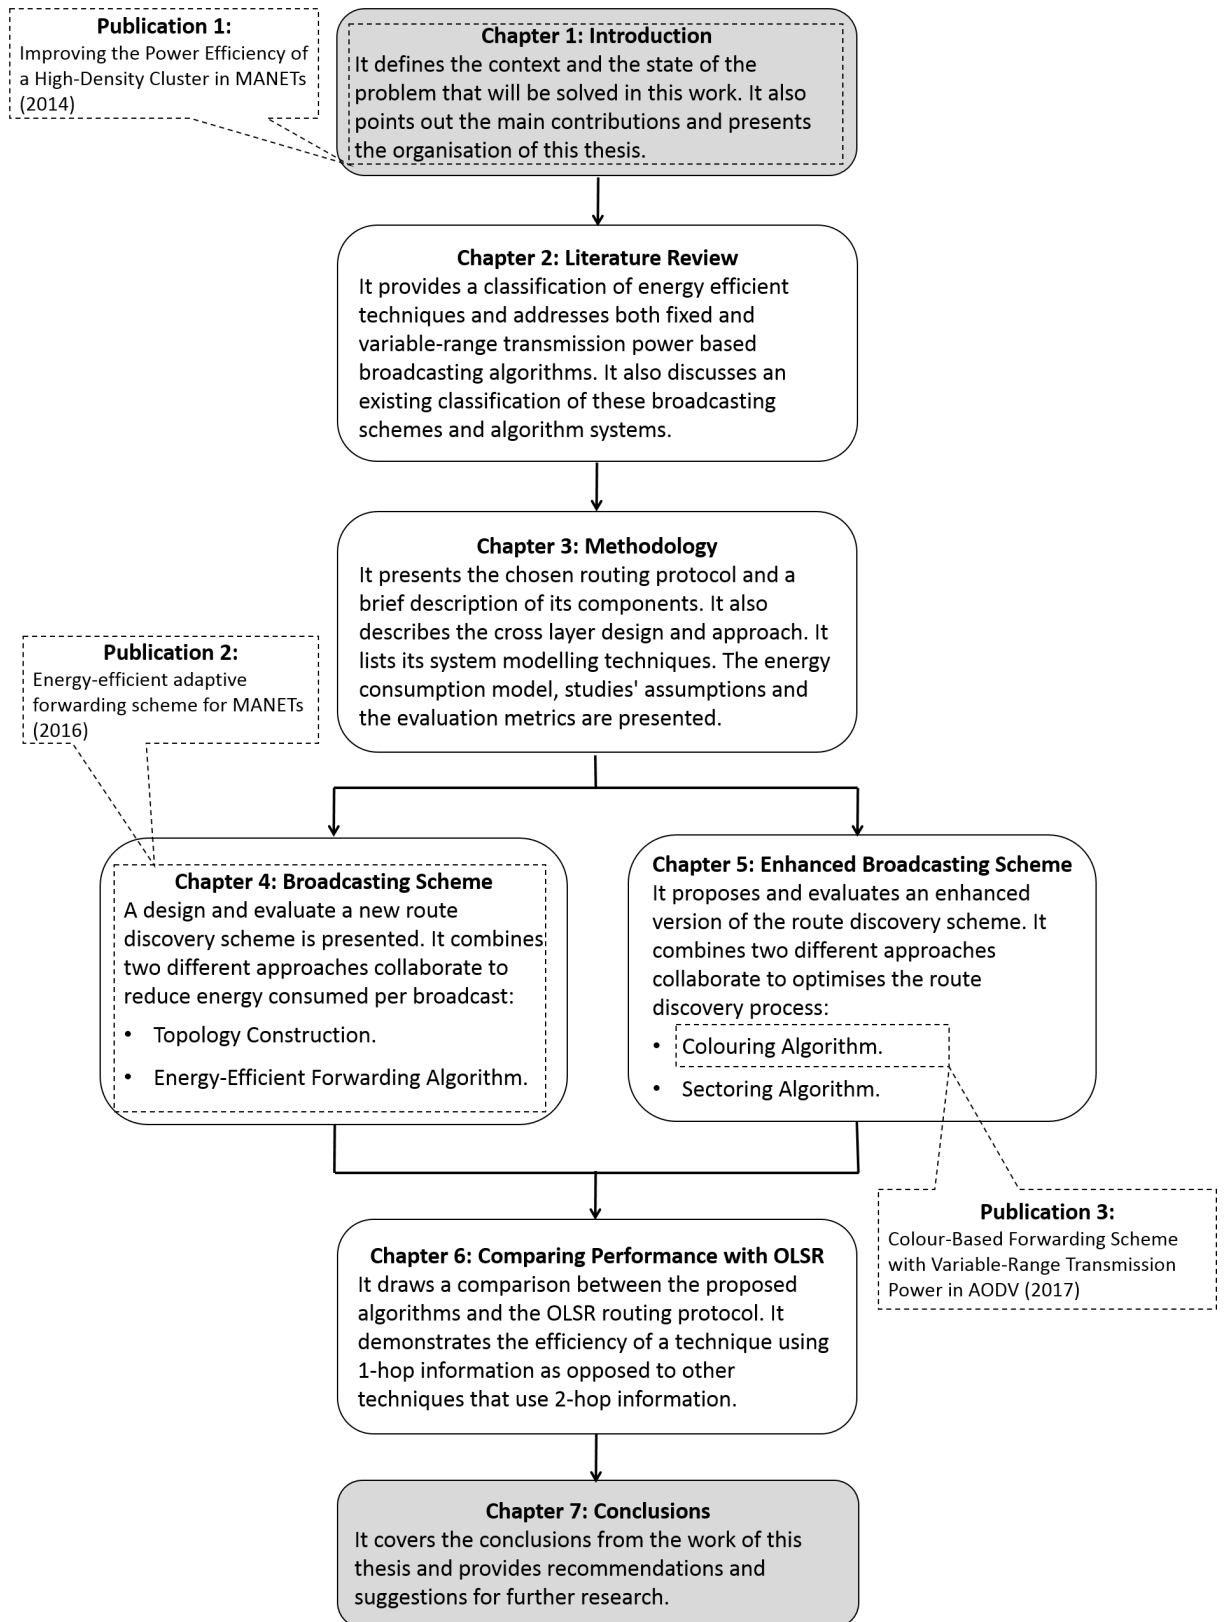 Publication 1:
Improving the Power Efficiency of
a High-Density Cluster in MANETs
(2014)
Chapter 1: Introduction
It defines the context and the state of the
problem that will be solved in this work. It also
points out the main contributions and presents
the organisation of this thesis.
Chapter 2: Literature Review
It provides a classification of energy efficient
techniques and addresses both fixed and
variable-range transmission power based
broadcasting algorithms. It also discusses an
existing classification of these broadcasting
schemes and algorithm systems.
Chapter 3: Methodology
It presents the chosen routing protocol and a
brief description of its components. It also
describes the cross layer design and approach. It
lists its system modelling techniques. The energy
consumption model, studies' assumptions and
the evaluation metrics are presented.
Publication 2:
Energy-efficient adaptive
forwarding scheme for MANETs
(2016)
Chapter 4: Broadcasting Scheme
A design and evaluate a new route
discovery scheme is presented. It combines
two different approaches collaborate to
reduce energy consumed per broadcast:
• Topology Construction.
• Energy-Efficient Forwarding Algorithm.
Chapter 5: Enhanced Broadcasting Scheme
It proposes and evaluates an enhanced
version of the route discovery scheme. It
combines two different approaches
collaborate to optimises the route
discovery process:
• Colouring Algorithm.
• Sectoring Algorithm.
Publication 3:
Colour-Based Forwarding Scheme
with Variable-Range Transmission
Power in AODV (2017)
Chapter 6: Comparing Performance with OLSR
It draws a comparison between the proposed
algorithms and the OLSR routing protocol. It
demonstrates the efficiency of a technique using
1-hop information as opposed to other
techniques that use 2-hop information.
Chapter 7: Conclusions
It covers the conclusions from the work of this
thesis and provides recommendations and
suggestions for further research.